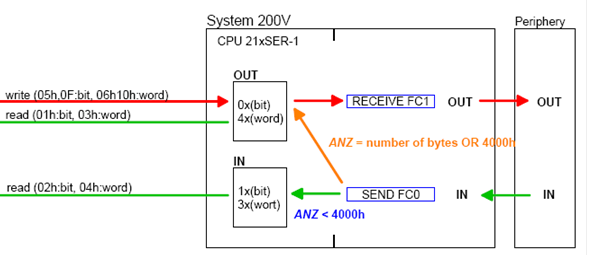 System 200V
Periphery
CPU 21xSER-1
OUT
write (05h,0F:bit, 06h10h:word)
0x(bit)
RECEIVE FC1
OUT
OUT
read (01h:bit, 03h:word)
4x(word)
ANZ = number of bytes OR 4000h
IN
read (02h:bit, 04h:word)
1x(bit)
SEND FC0
IN
IN
3x(wort)
ANZ < 4000h